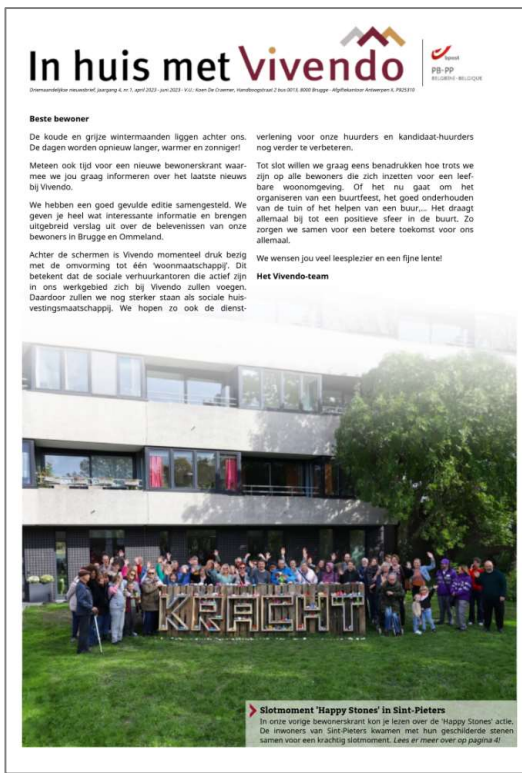 In huis met Vivendo
bpost
PB-PP
BELGIE(N) - BELGIQUE
Driemaandelijkse nieuwsbrief, jaargang 4, nr. 1, april 2023 - juni 2023 - V.U.: Koen De Craemer, Handboogstraat 2 bus 0013, 8000 Brugge - Afgiftekantoor Antwerpen X, P925310
Beste bewoner
De koude en grijze wintermaanden liggen achter ons.
De dagen worden opnieuw langer, warmer en zonniger!
Meteen ook tijd voor een nieuwe bewonerskrant waar-
mee we jou graag informeren over het laatste nieuws
bij Vivendo.
We hebben een goed gevulde editie samengesteld. We
geven je heel wat interessante informatie en brengen
uitgebreid verslag uit over de belevenissen van onze
bewoners in Brugge en Ommeland.
Achter de schermen is Vivendo momenteel druk bezig
met de omvorming tot één 'woonmaatschappij'. Dit
betekent dat de sociale verhuurkantoren die actief zijn
in ons werkgebied zich bij Vivendo zullen voegen.
Daardoor zullen we nog sterker staan als sociale huis-
vestingsmaatschappij. We hopen zo ook de dienst-
verlening voor onze huurders en kandidaat-huurders
nog verder te verbeteren.
Tot slot willen we graag eens benadrukken hoe trots we
zijn op alle bewoners die zich inzetten voor een leef-
bare woonomgeving. Of het nu gaat om het
organiseren van een buurtfeest, het goed onderhouden
van de tuin of het helpen van een buur,... Het draagt
allemaal bij tot een positieve sfeer in de buurt. Zo
zorgen we samen voor een betere toekomst voor ons
allemaal.
We wensen jou veel leesplezier en een fijne lente!
Het Vivendo-team
KRACHT
Slotmoment 'Happy Stones' in Sint-Pieters
In onze vorige bewonerskrant kon je lezen over de 'Happy Stones' actie.
De inwoners van Sint-Pieters kwamen met hun geschilderde stenen
samen voor een krachtig slotmoment. Lees er meer over op pagina 4!